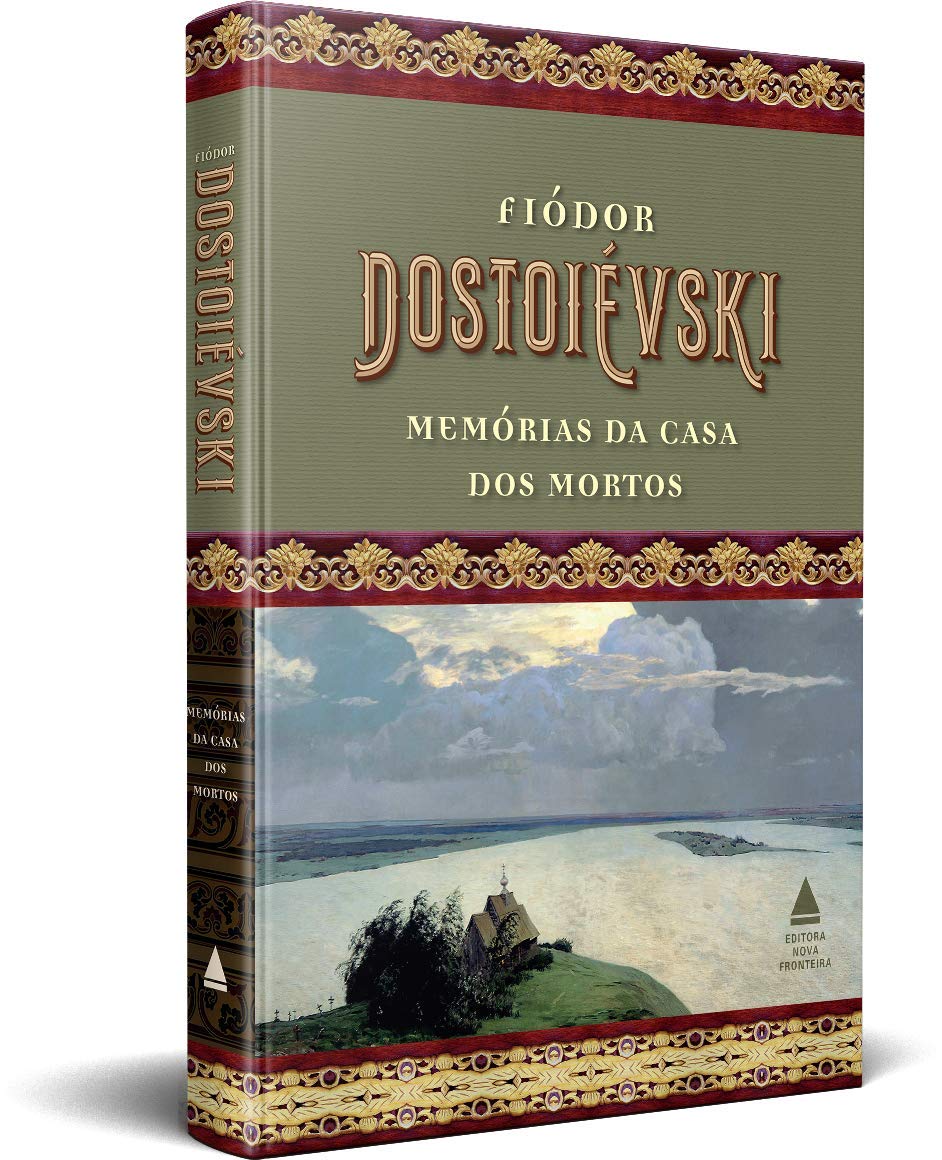 FIÓDOR
DOSTOIÉVSKI
MEMÓRIAS DA CASA
DOS MORTOS
EDITORA
NOVA
FRONTEIRA
FIÓDOR
DOSTOIÉVSKI
MEMÓRIAS
DA CASA
DOS
MORTOS